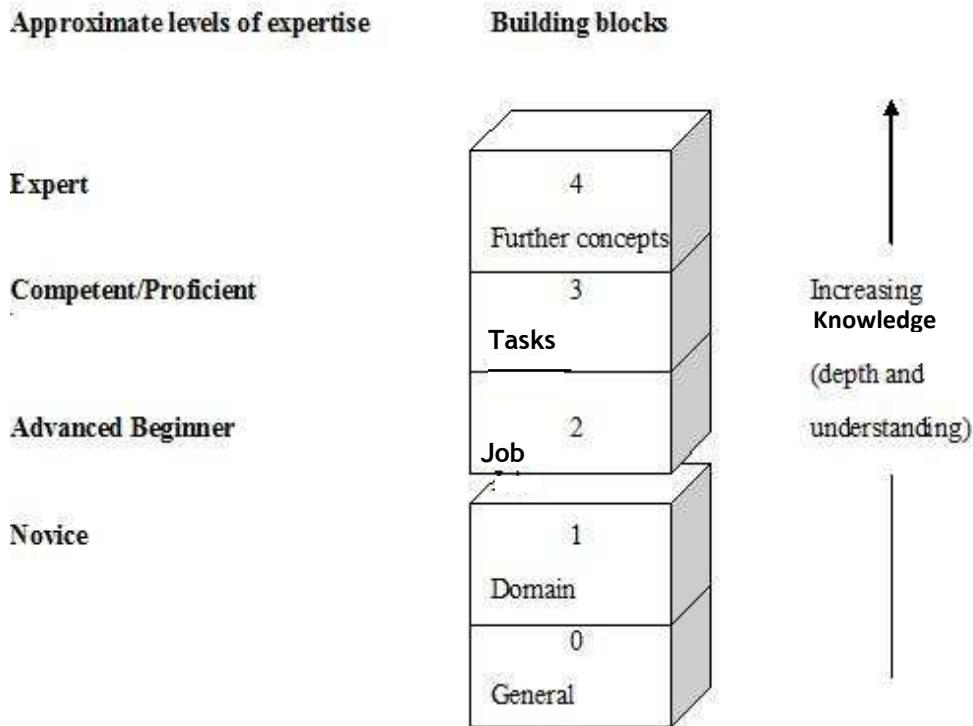 Approximate levels of expertise
Building blocks
Expert
4
Further concepts
Competent/Proficient
3
Tasks
Increasing
Knowledge
(depth and
understanding)
Advanced Beginner
2
Job
Novice
1
Domain
0
General